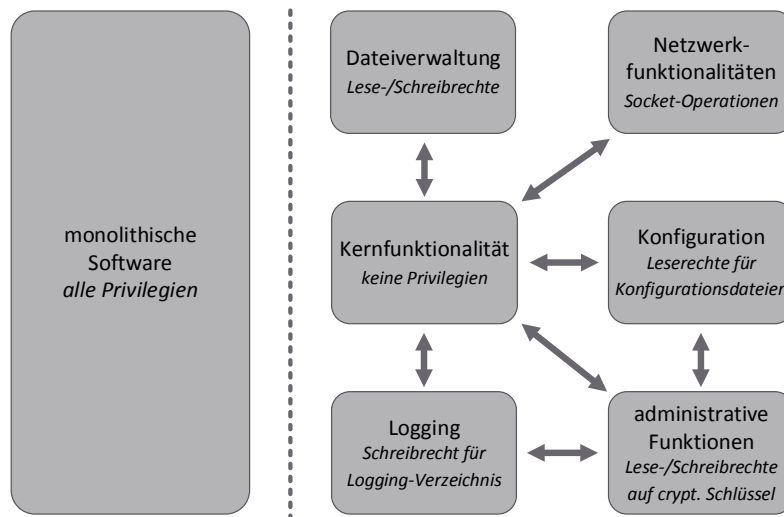 monolithische
Software
alle Privilegien
Dateiverwaltung
Lese-/Schreibrechte
Netzwerk-
funktionalitäten
Socket-Operationen
Kernfunktionalität
keine Privilegien
Konfiguration
Leserechte für
Konfigurationsdateien
Logging
Schreibrecht für
Logging-Verzeichnis
administrative
Funktionen
Lese-/Schreibrechte
auf crypt. Schlüssel